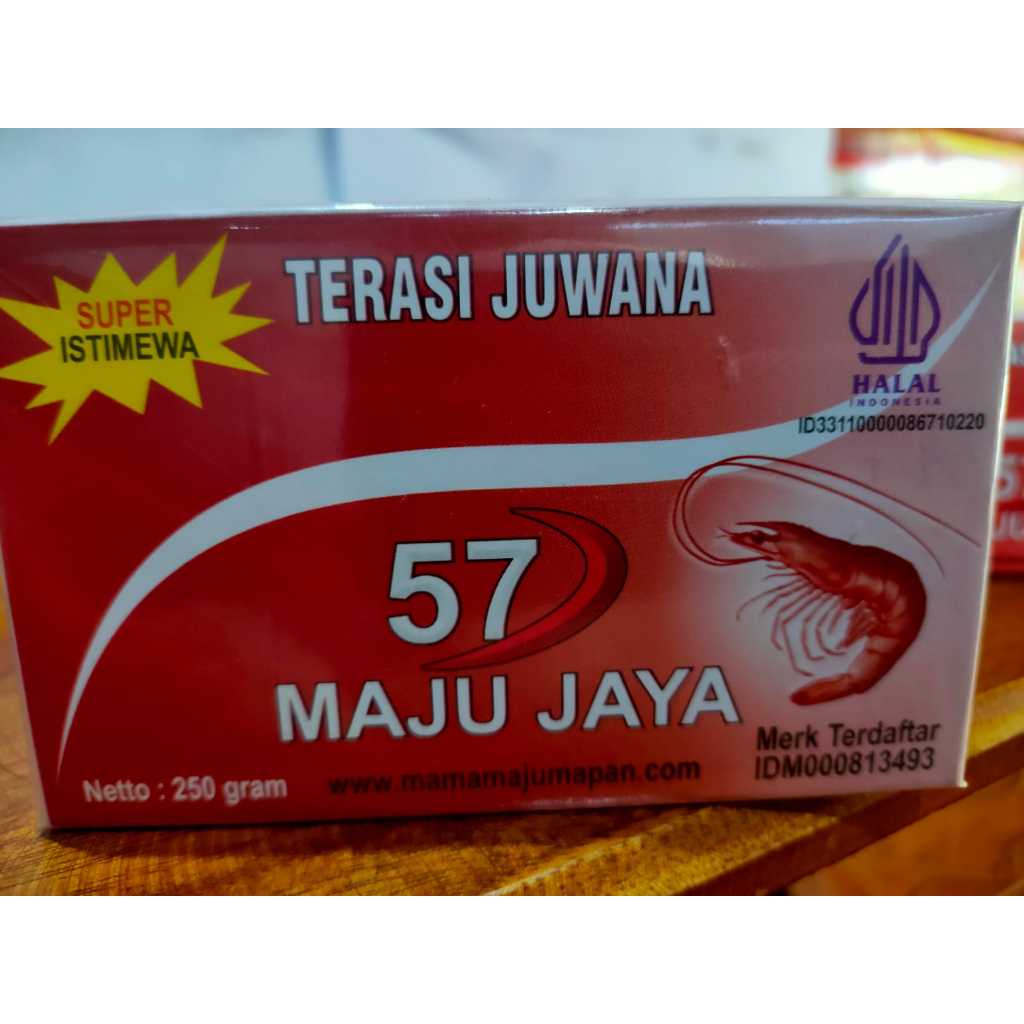 SUPER
ISTIMEWA
TERASI JUWANA
HALAL
INDONESIA
ID33110000086710220
57
MAJU JAYA
Merk Terdaftar
IDM000813493
Netto : 250 gram
www.mamamajumapan.com